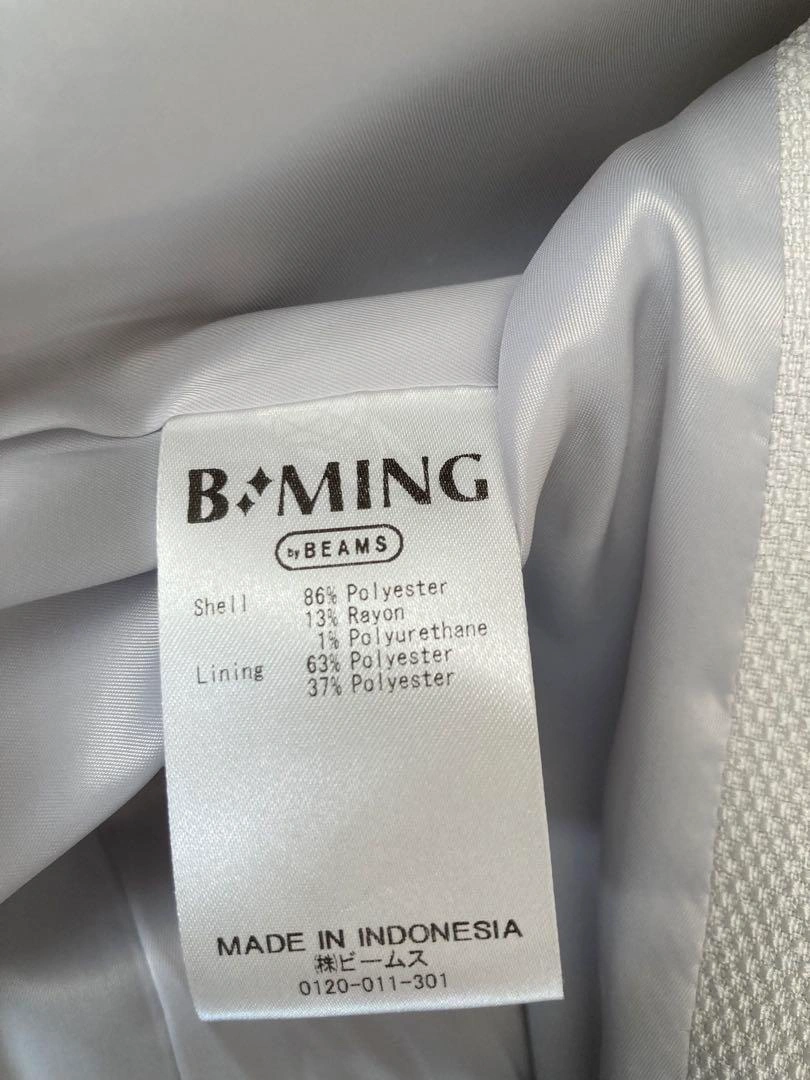 B MING
by BEAMS
Shell 86% Polyester
13% Rayon
1% Polyurethane
Lining 63% Polyester
37% Polyester
MADE IN INDONESIA
㈱ビームス
0120-011-301